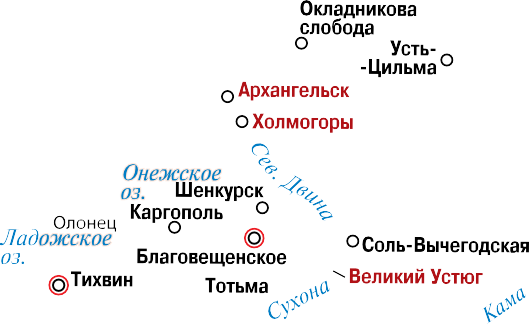 Окладникова
слобода
Усть-
-Цильма
Архангельск
Холмогоры
Сев. Двина
Онежское
оз.
Шенкурск
Каргополь
Олонец
Ладожское
оз.
Благовещенское
Соль-Вычегодская
Тихвин
Тотьма
Великий Устюг
Сухона
Кама